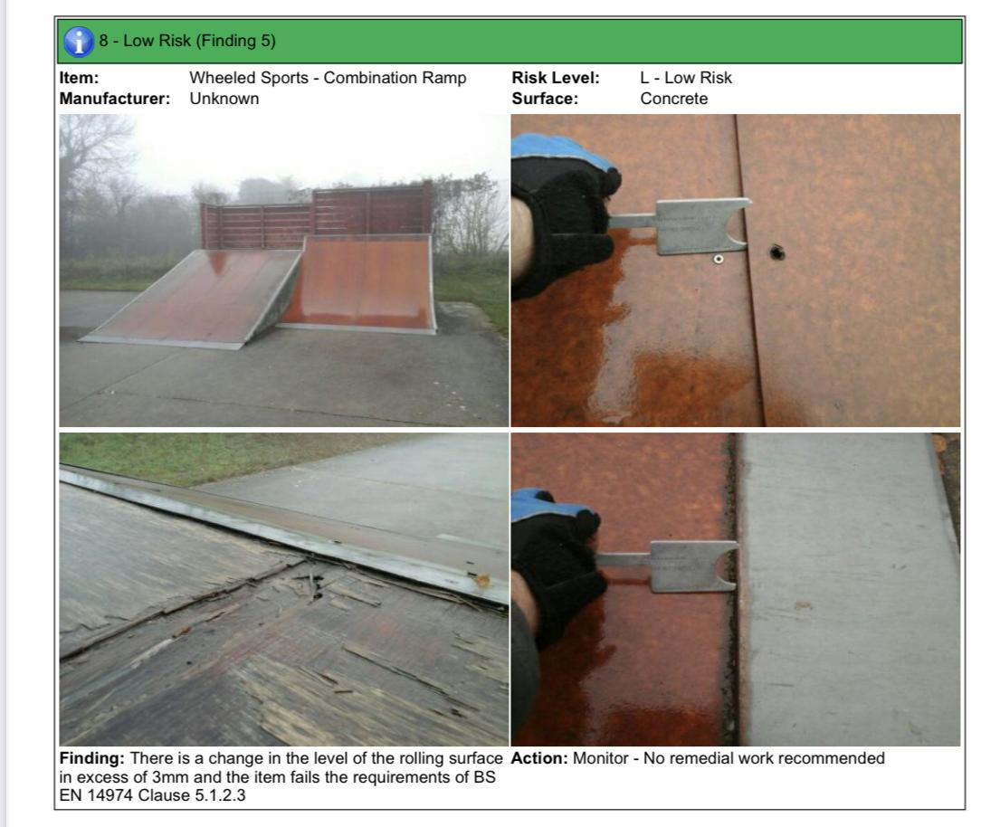 8 - Low Risk (Finding 5)
Item: Wheeled Sports - Combination Ramp Risk Level: L - Low Risk
Manufacturer: Unknown Surface: Concrete
Finding: There is a change in the level of the rolling surface
in excess of 3mm and the item fails the requirements of BS
EN 14974 Clause 5.1.2.3
Action: Monitor - No remedial work recommended